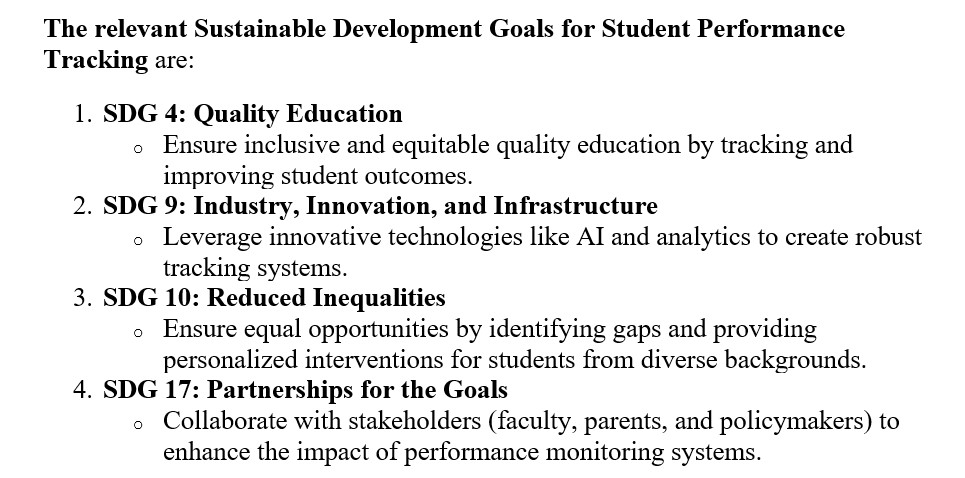 The relevant Sustainable Development Goals for Student Performance
Tracking are:
1. SDG 4: Quality Education
o Ensure inclusive and equitable quality education by tracking and
improving student outcomes.
2. SDG 9: Industry, Innovation, and Infrastructure
o Leverage innovative technologies like AI and analytics to create robust
tracking systems.
3. SDG 10: Reduced Inequalities
o Ensure equal opportunities by identifying gaps and providing
personalized interventions for students from diverse backgrounds.
4. SDG 17: Partnerships for the Goals
o Collaborate with stakeholders (faculty, parents, and policymakers) to
enhance the impact of performance monitoring systems.